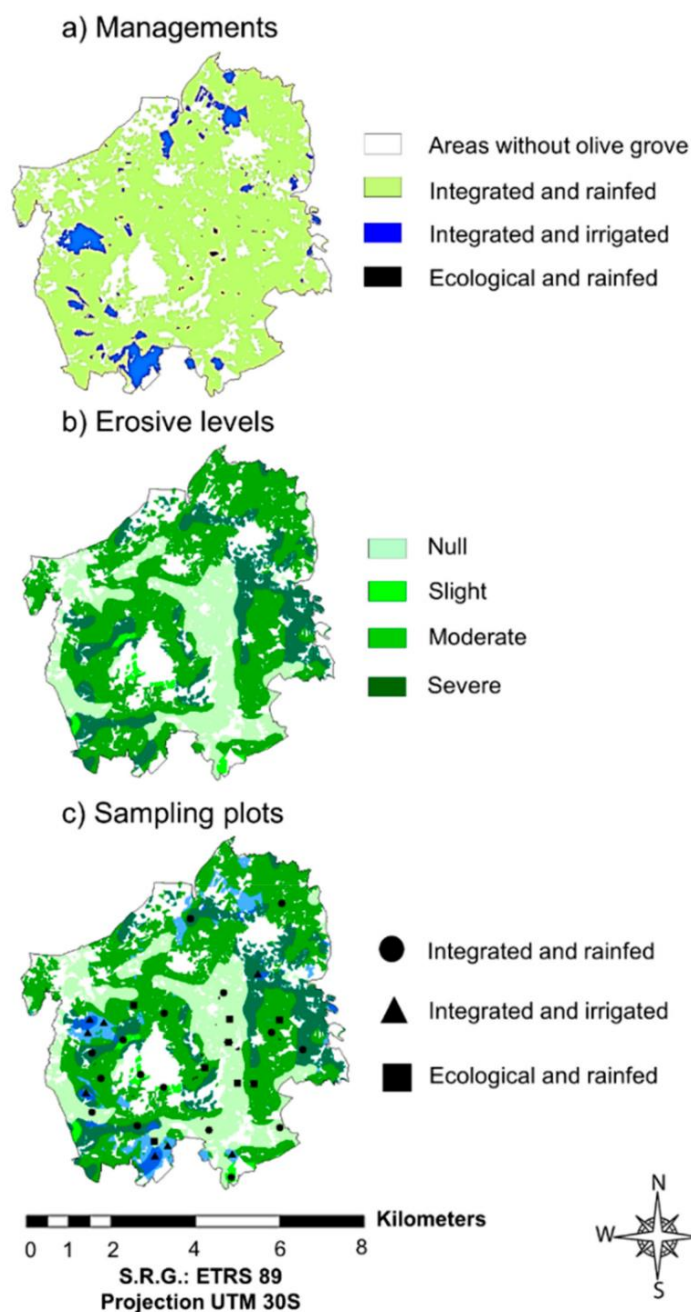 a) Managements
Areas without olive grove
Integrated and rainfed
Integrated and irrigated
Ecological and rainfed
b) Erosive levels
Null
Slight
Moderate
Severe
c) Sampling plots
Integrated and rainfed
Integrated and irrigated
Ecological and rainfed
Kilometers
0 1 2 4 6 8
S.R.G.: ETRS 89
Projection UTM 30S
N
W E
S